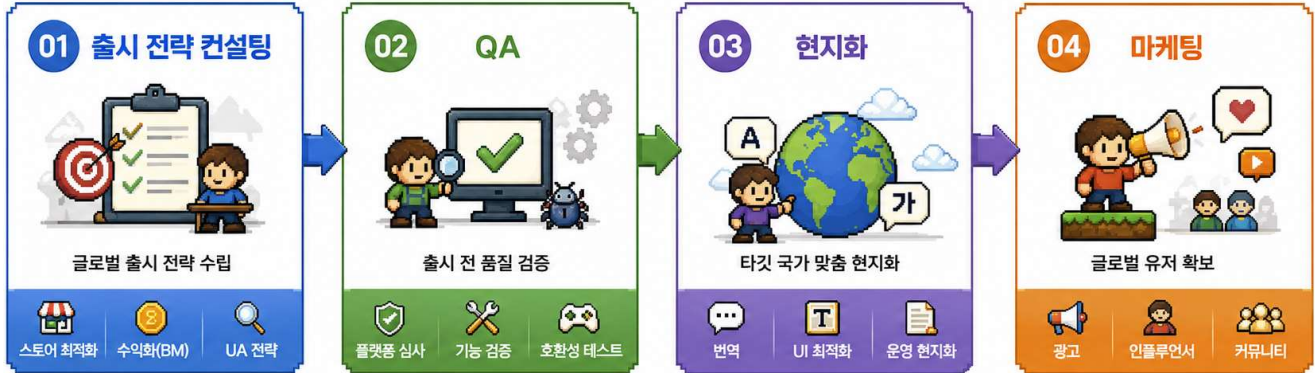 01 출시 전략 컨설팅
글로벌 출시 전략 수립
스토어 최적화
수익화(BM)
UA 전략
02 QA
출시 전 품질 검증
플랫폼 심사
기능 검증
호환성 테스트
03 현지화
A
가
타깃 국가 맞춤 현지화
번역
T
UI 최적화
운영 현지화
04 마케팅
글로벌 유저 확보
광고
인플루언서
커뮤니티